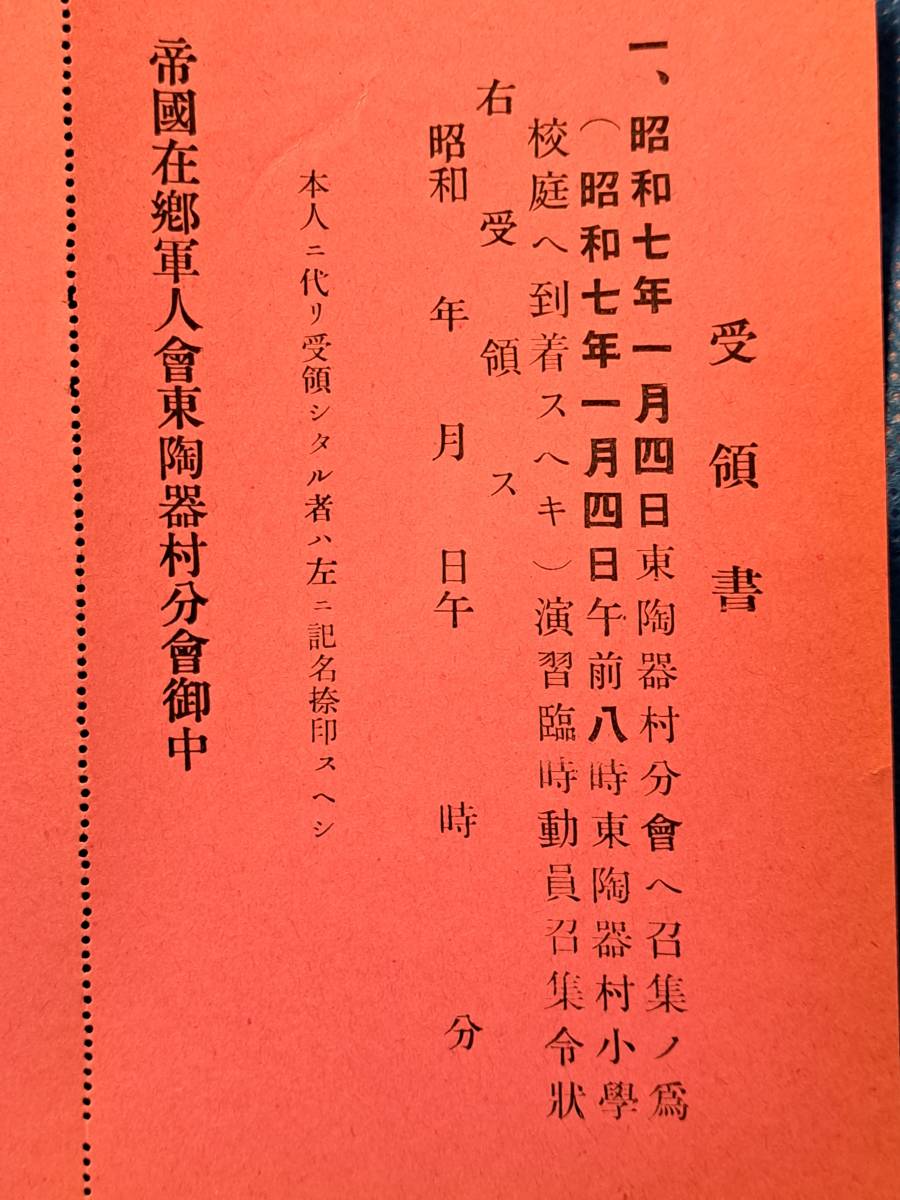 受領書
一、昭和七年一月四日東陶器村分會ヘ召集ノ爲
（昭和七年一月四日午前八時東陶器村小學
校庭ヘ到着スヘキ）演習臨時動員召集令狀
右受領ス
昭和 年 月 日午 時 分
本人ニ代リ受領シタル者ハ左ニ記名捺印スヘシ
帝國在鄕軍人會東陶器村分會御中